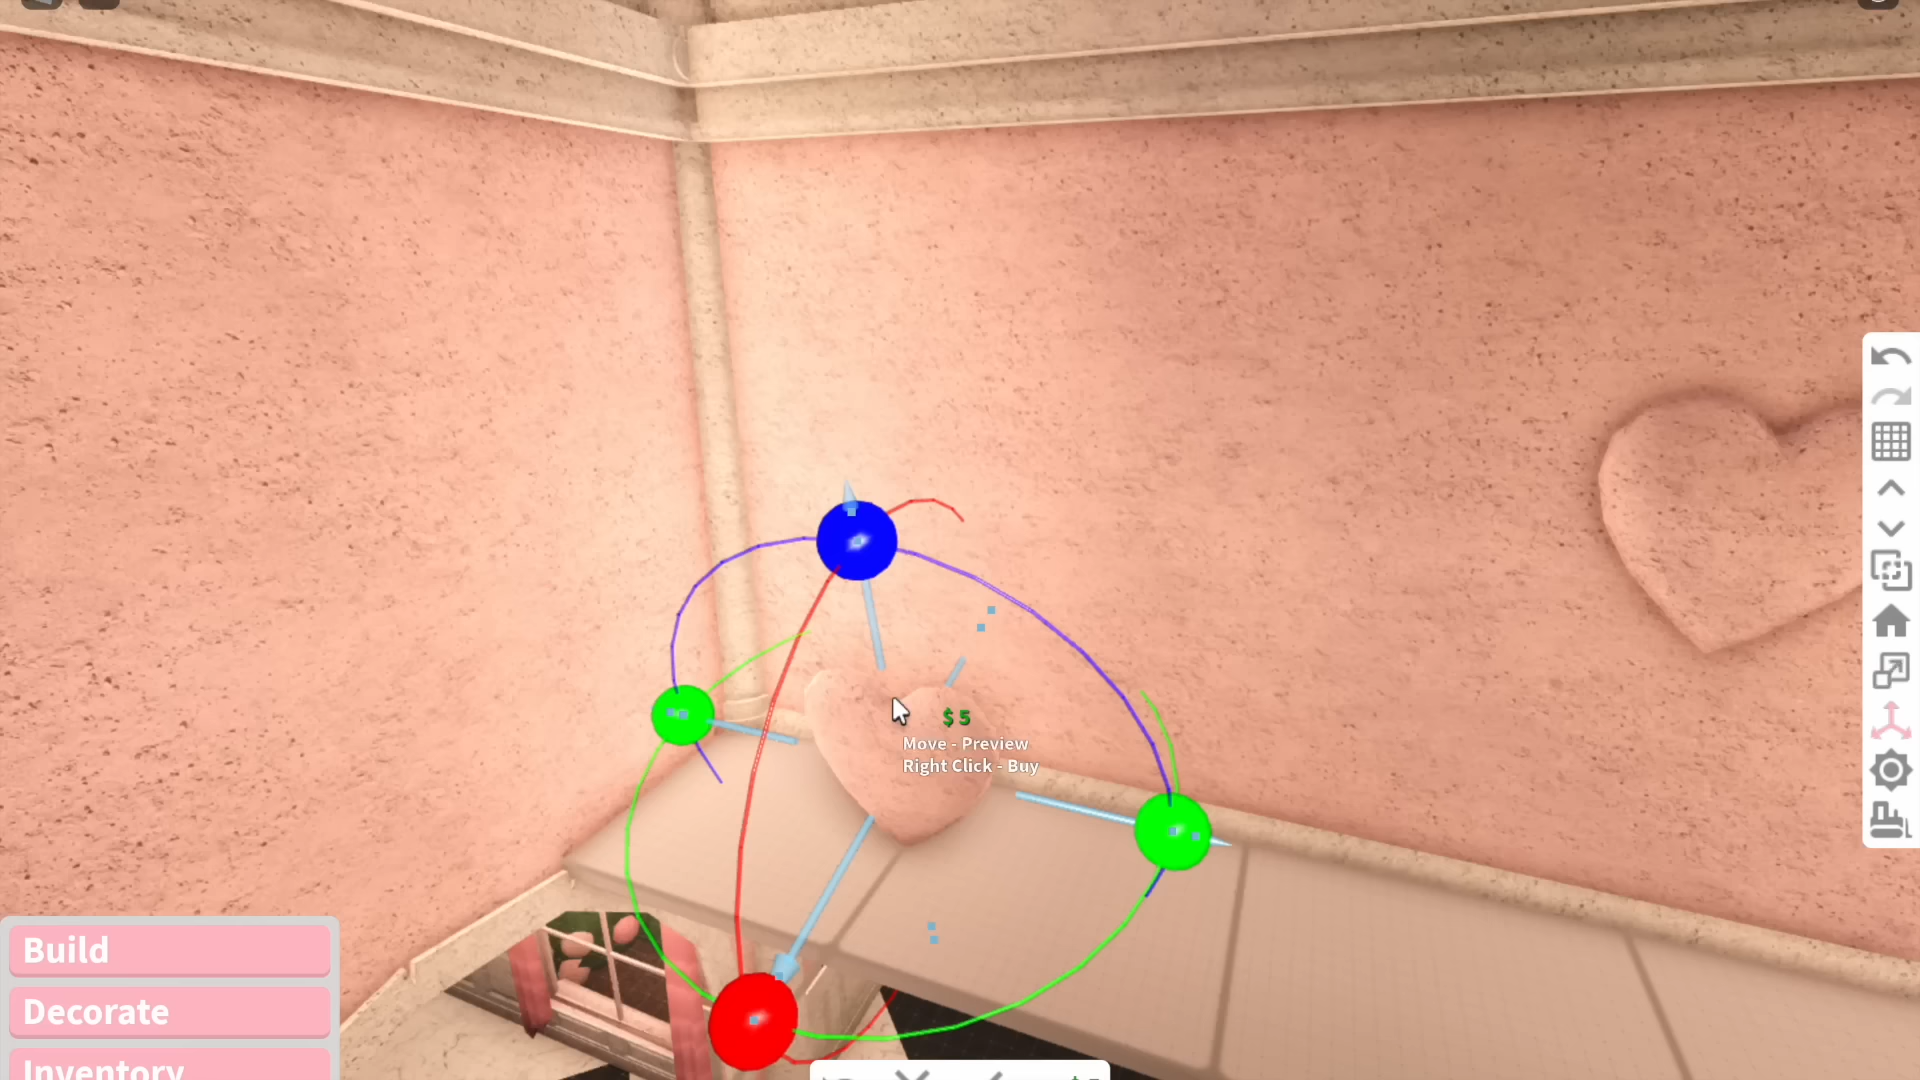 $ 5
Move - Preview
Right Click - Buy
Build
Decorate
Inventory